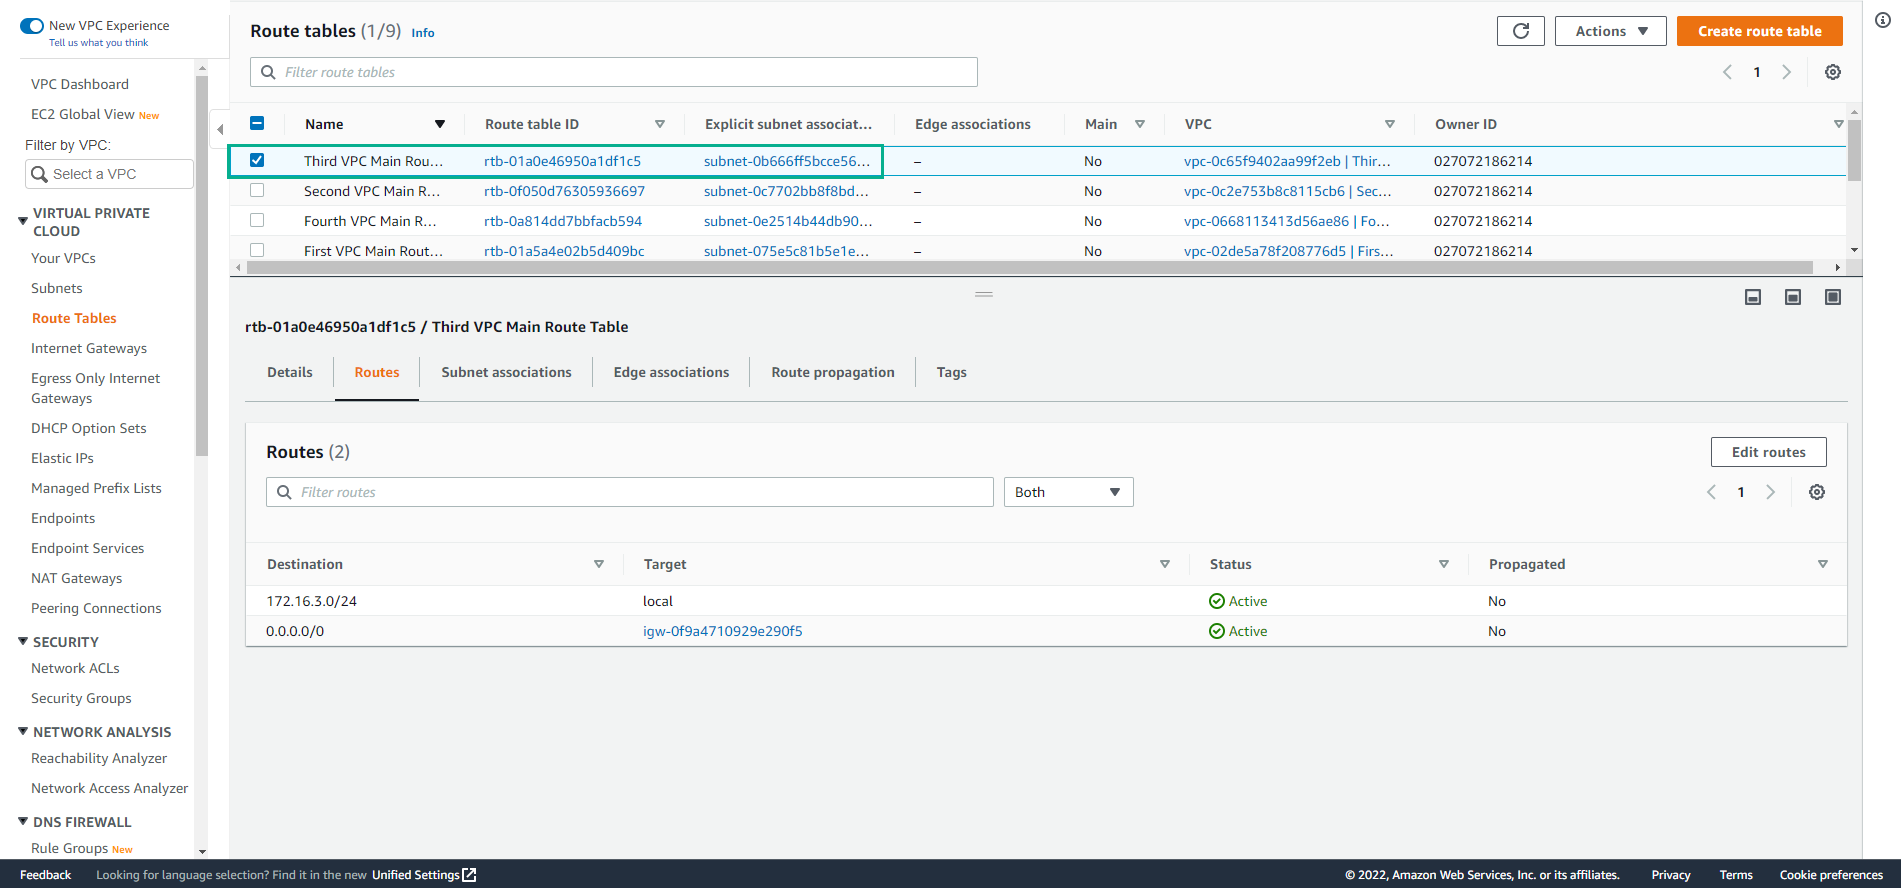 New VPC Experience
Tell us what you think
VPC Dashboard
EC2 Global View New
Filter by VPC:
Select a VPC
VIRTUAL PRIVATE
CLOUD
Your VPCs
Subnets
Route Tables
Internet Gateways
Egress Only Internet
Gateways
DHCP Option Sets
Elastic IPs
Managed Prefix Lists
Endpoints
Endpoint Services
NAT Gateways
Peering Connections
SECURITY
Network ACLs
Security Groups
NETWORK ANALYSIS
Reachability Analyzer
Network Access Analyzer
DNS FIREWALL
Rule Groups New
Route tables (1/9) Info
Actions
Create route table
Filter route tables
1
Name Route table ID Explicit subnet associat... Edge associations Main VPC Owner ID
Third VPC Main Rou... rtb-01a0e46950a1df1c5 subnet-0b666ff5bcce56... – No vpc-0c65f9402aa99f2eb | Thir... 027072186214
Second VPC Main R... rtb-0f050d76305936697 subnet-0c7702bb8f8bd... – No vpc-0c2e753b8c8115cb6 | Sec... 027072186214
Fourth VPC Main R... rtb-0a814dd7bbfacb594 subnet-0e2514b44db90... – No vpc-0668113413d56ae86 | Fo... 027072186214
First VPC Main Rout... rtb-01a5a4e02b5d409bc subnet-075e5c81b5e1e... – No vpc-02de5a78f208776d5 | Firs... 027072186214
rtb-01a0e46950a1df1c5 / Third VPC Main Route Table
Details Routes Subnet associations Edge associations Route propagation Tags
Routes (2)
Edit routes
Filter routes
Both
1
Destination Target Status Propagated
172.16.3.0/24 local Active No
0.0.0.0/0 igw-0f9a4710929e290f5 Active No
Feedback Looking for language selection? Find it in the new Unified Settings © 2022, Amazon Web Services, Inc. or its affiliates. Privacy Terms Cookie preferences